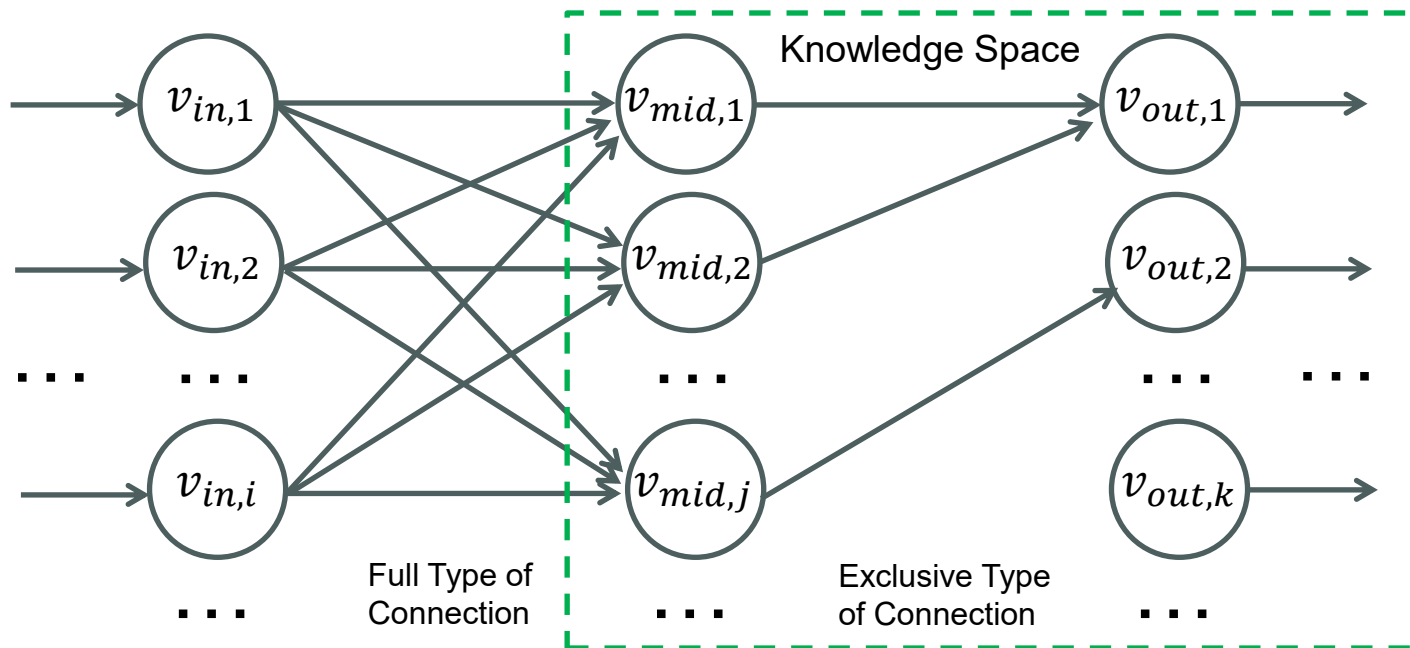 Knowledge Space
v_{in,1}
v_{mid,1}
v_{out,1}
v_{in,2}
v_{mid,2}
v_{out,2}
... ... ... ... ...
v_{in,i}
v_{mid,j}
v_{out,k}
Full Type of
Connection
Exclusive Type
of Connection
... ... ...